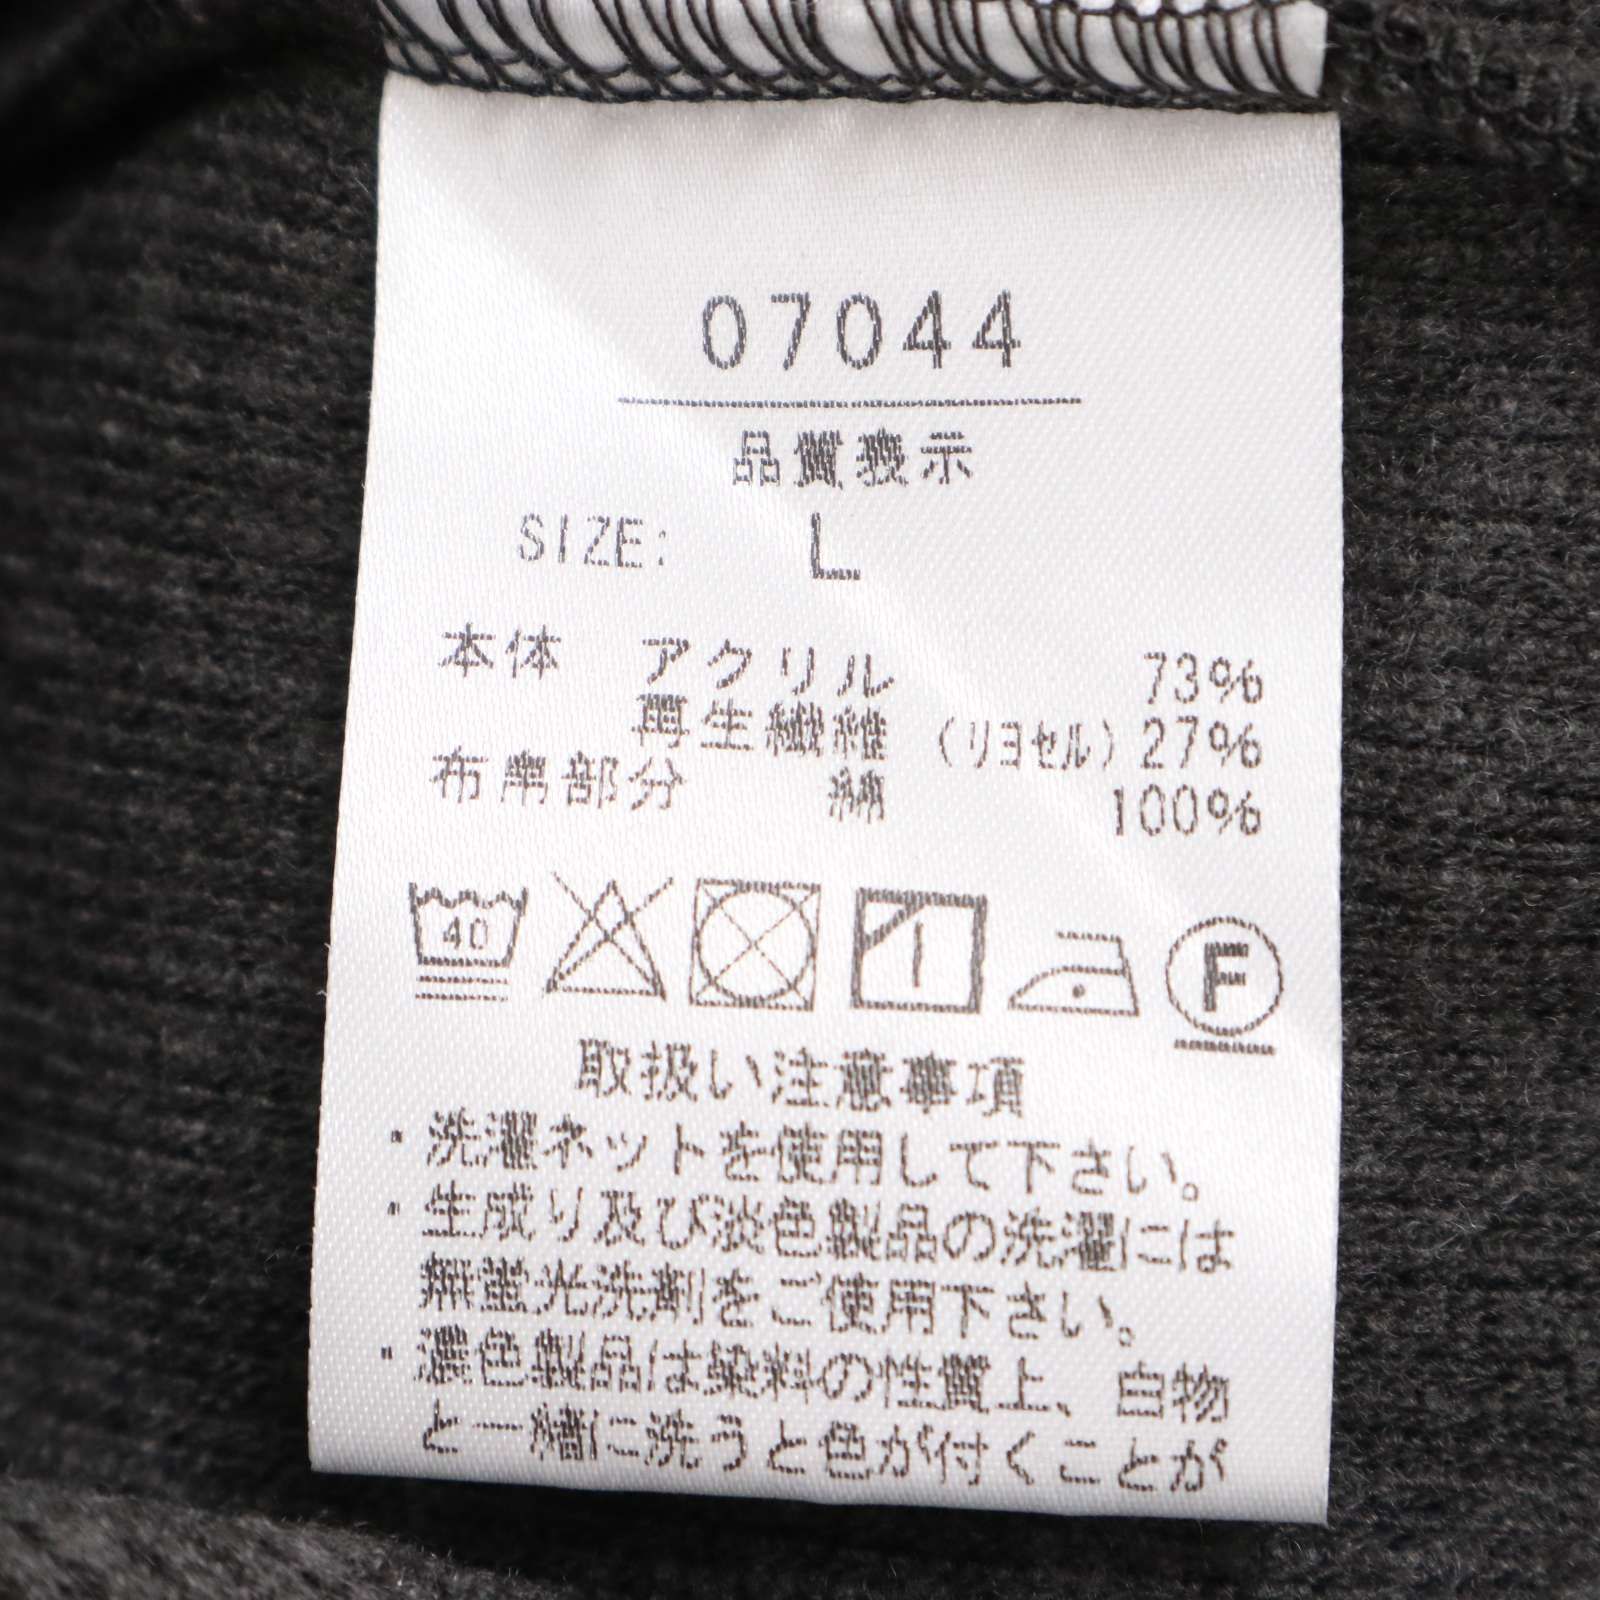 07044
品質表示
SIZE: L
本体 アクリル 73%
再生繊維 (リヨセル) 27%
布帛部分 綿 100%
40 F
取扱い注意事項
・洗濯ネットを使用して下さい。
・生成り及び淡色製品の洗濯には
無蛍光洗剤をご使用下さい。
・濃色製品は染料の性質上、白物
と一緒に洗うと色が付くことが